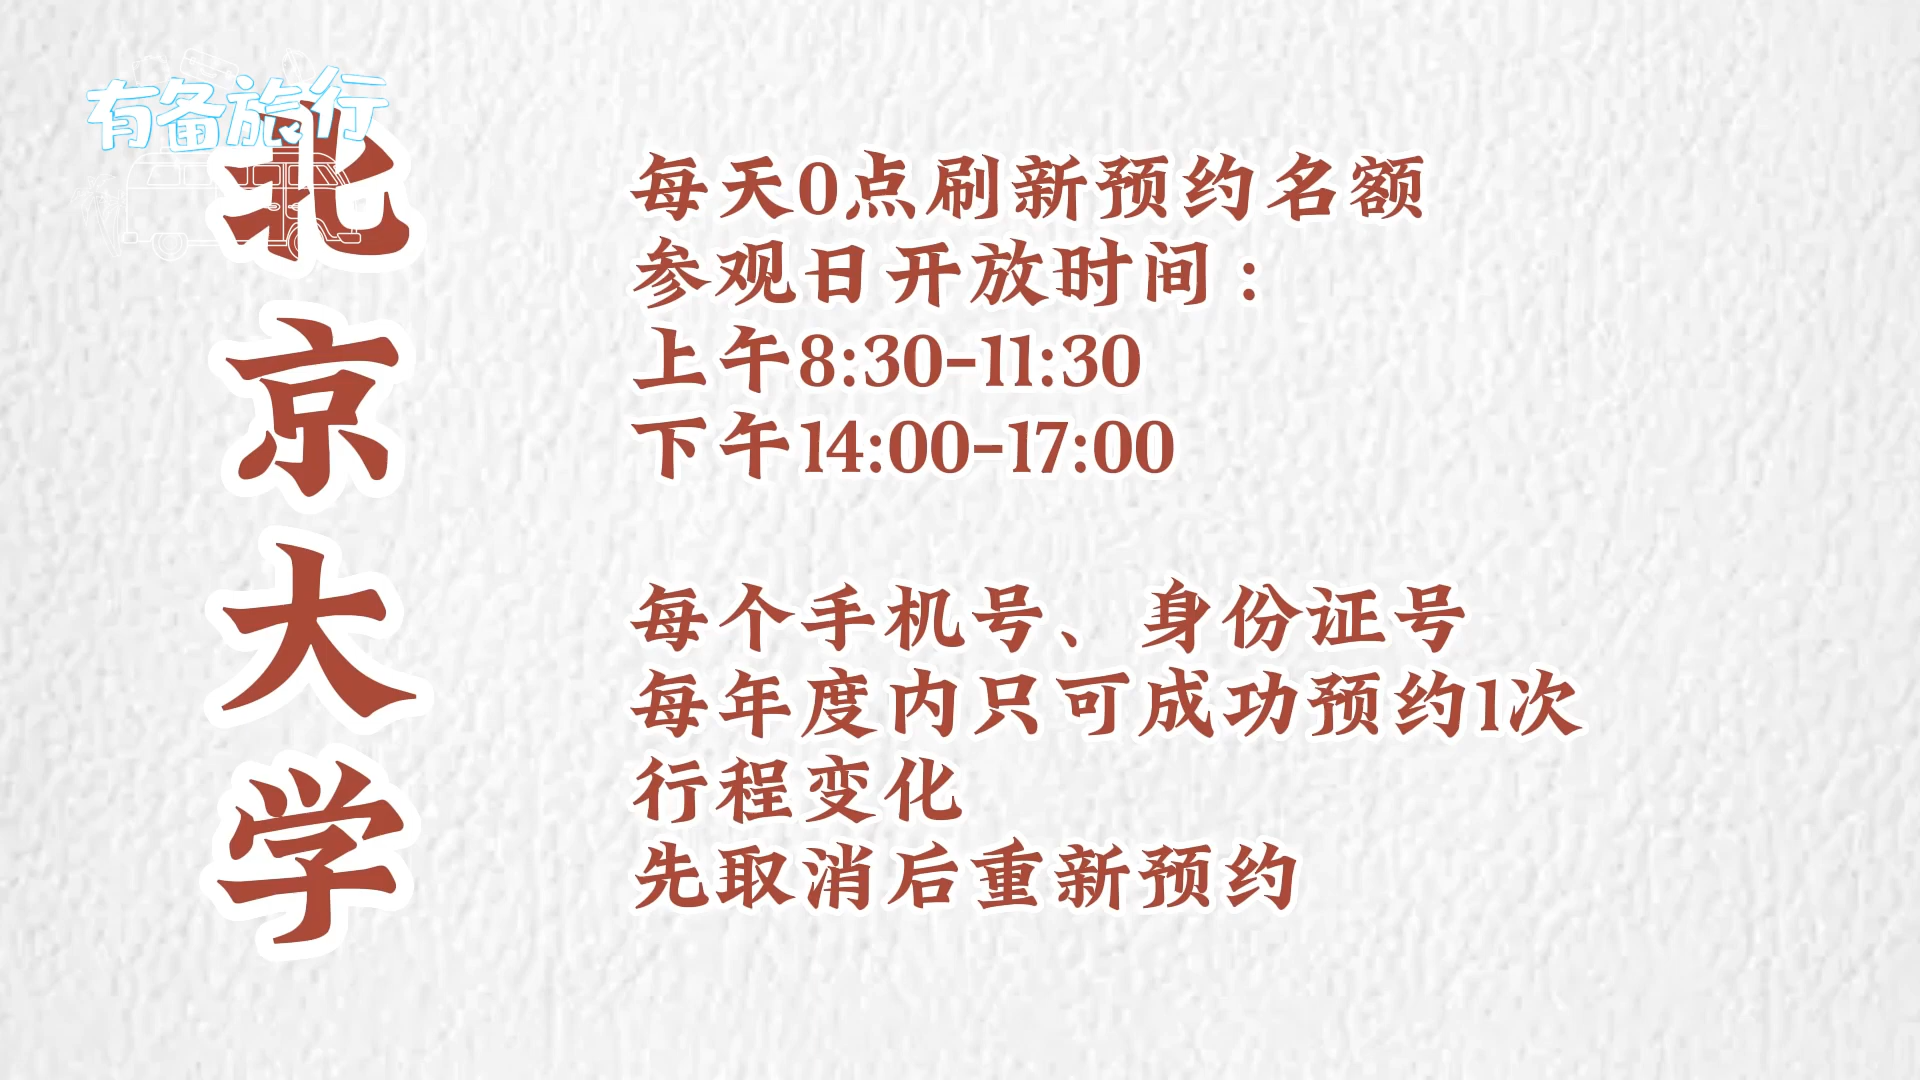 有备旅行
北京大学
每天0点刷新预约名额
参观日开放时间：
上午8:30-11:30
下午14:00-17:00
每个手机号、身份证号
每年度内只可成功预约1次
行程变化
先取消后重新预约